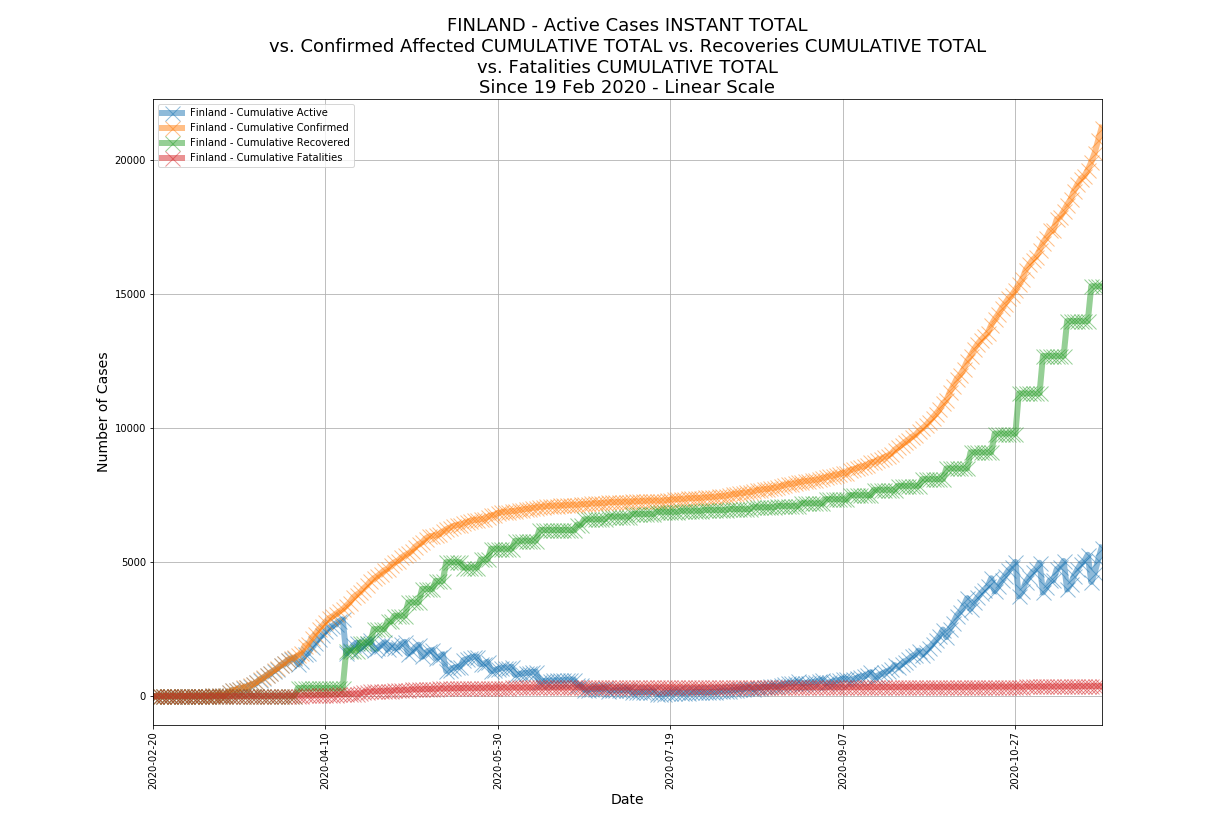 FINLAND - Active Cases INSTANT TOTAL
vs. Confirmed Affected CUMULATIVE TOTAL vs. Recoveries CUMULATIVE TOTAL
vs. Fatalities CUMULATIVE TOTAL
Since 19 Feb 2020 - Linear Scale
Finland - Cumulative Active
Finland - Cumulative Confirmed
Finland - Cumulative Recovered
Finland - Cumulative Fatalities
Number of Cases
20000
15000
10000
5000
0
2020-02-20
2020-04-10
2020-05-30
2020-07-19
2020-09-07
2020-10-27
Date